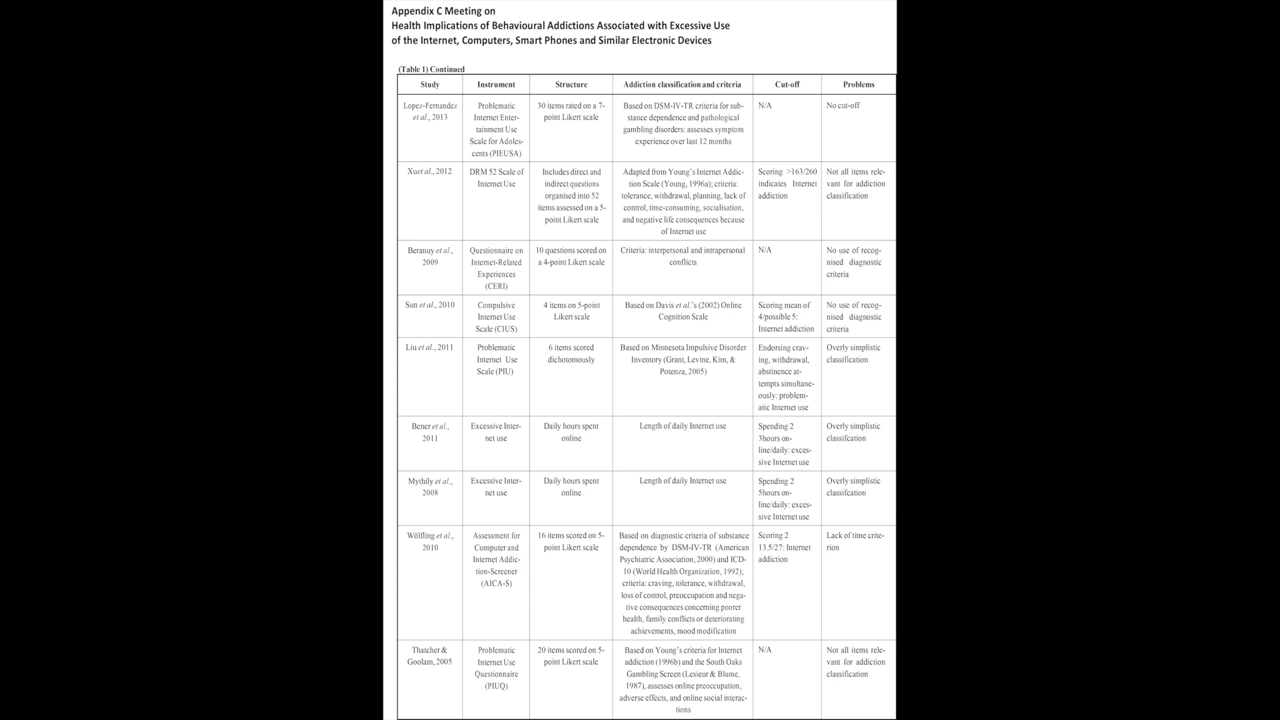 Appendix C Meeting on
Health Implications of Behavioural Addictions Associated with Excessive Use
of the Internet, Computers, Smart Phones and Similar Electronic Devices
(Table 1) Continued
Study Instrument Structure Addiction classification and criteria Cut-off Problems
Lopez-Fernandez
et al., 2013
Problematic
Internet Enter-
tainment Use
Scale for Adoles-
cents (PIEUSA)
30 items rated on a 7-
point Likert scale
Based on DSM-IV-TR criteria for sub-
stance dependence and pathological
gambling disorders: assesses symptom
experience over last 12 months
N/A
No cut-off
Xu et al., 2012
DRM 52 Scale of
Internet Use
Includes direct and
indirect questions
organised into 52
items assessed on a 5-
point Likert scale
Adapted from Young's Internet Addic-
tion Scale (Young, 1996a); criteria:
tolerance, withdrawal, planning, lack of
control, time-consuming, socialisation,
and negative life consequences because
of Internet use
Scoring >163/260
indicates Internet
addiction
Not all items rele-
vant for addiction
classification
Beranuy et al.,
2009
Questionnaire on
Internet-Related
Experiences
(CERI)
10 questions scored on
a 4-point Likert scale
Criteria: interpersonal and intrapersonal
conflicts
N/A
No use of recog-
nised diagnostic
criteria
Sun et al., 2010
Compulsive
Internet Use
Scale (CIUS)
4 items on 5-point
Likert scale
Based on Davis et al.'s (2002) Online
Cognition Scale
Scoring mean of
4/possible 5:
Internet addiction
No use of recog-
nised diagnostic
criteria
Liu et al., 2011
Problematic
Internet Use
Scale (PIU)
6 items scored
dichotomously
Based on Minnesota Impulsive Disorder
Inventory (Grant, Levine, Kim, &
Potenza, 2005)
Endorsing crav-
ing, withdrawal,
abstinence at-
tempts simultane-
ously: problem-
atic Internet use
Overly simplistic
classification
Bener et al.,
2011
Excessive Inter-
net use
Daily hours spent
online
Length of daily Internet use
Spending 2
3hours on-
line/daily: exces-
sive Internet use
Overly simplistic
classifcation
Mythily et al.,
2008
Excessive Inter-
net use
Daily hours spent
online
Length of daily Internet use
Spending 2
5hours on-
line/daily: exces-
sive Internet use
Overly simplistic
classifcation
Wölfling et al.,
2010
Assessment for
Computer and
Internet Addic-
tion-Screener
(AICA-S)
16 items scored on 5-
point Likert scale
Based on diagnostic criteria of substance
dependence by DSM-IV-TR (American
Psychiatric Association, 2000) and ICD-
10 (World Health Organization, 1992);
criteria: craving, tolerance, withdrawal,
loss of control, preoccupation and nega-
tive consequences concerning poorer
health, family conflicts or deteriorating
achievements, mood modification
Scoring 2
13.5/27: Internet
addiction
Lack of time crite-
rion
Thatcher &
Goolam, 2005
Problematic
Internet Use
Questionnaire
(PIUQ)
20 items scored on 5-
point Likert scale
Based on Young's criteria for Internet
addiction (1996b) and the South Oaks
Gambling Screen (Lesieur & Blume,
1987), assesses online preoccupation,
adverse effects, and online social interac-
tions
N/A
Not all items rele-
vant for addiction
classification